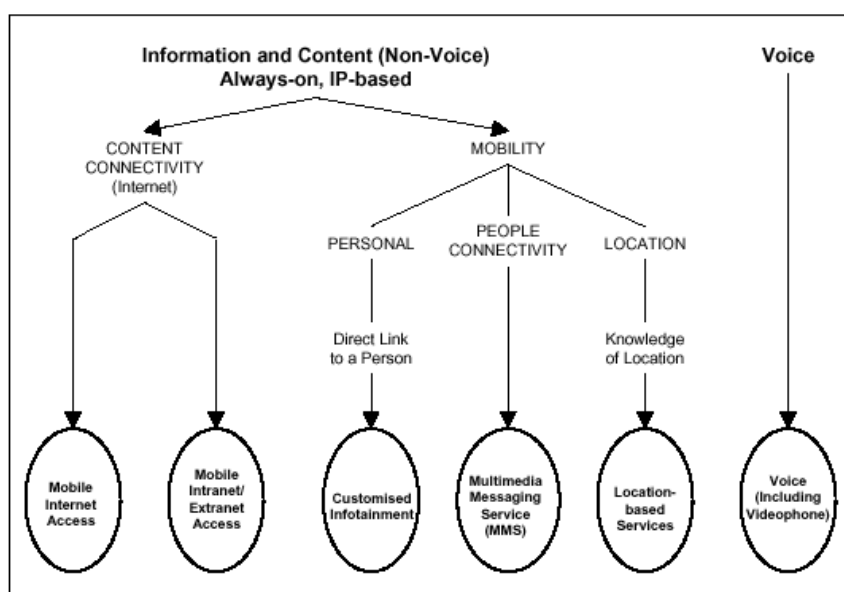 Information and Content (Non-Voice)
Always-on, IP-based
Voice
CONTENT
CONNECTIVITY
(Internet)
MOBILITY
PERSONAL
PEOPLE
CONNECTIVITY
LOCATION
Direct Link
to a Person
Knowledge
of Location
Mobile
Internet
Access
Mobile
Intranet/
Extranet
Access
Customised
Infotainment
Multimedia
Messaging
Service
(MMS)
Location-
based
Services
Voice
(Including
Videophone)